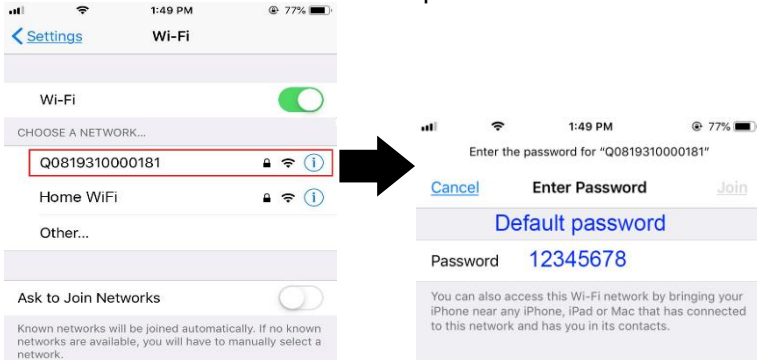 1:49 PM 77%
Settings Wi-Fi
Wi-Fi
CHOOSE A NETWORK...
Q0819310000181
Home WiFi
Other...
Ask to Join Networks
Known networks will be joined automatically. If no known
networks are available, you will have to manually select a
network.
1:49 PM 77%
Enter the password for “Q0819310000181”
Cancel Enter Password Join
Default password
Password 12345678
You can also access this Wi-Fi network by bringing your
iPhone near any iPhone, iPad or Mac that has connected
to this network and has you in its contacts.